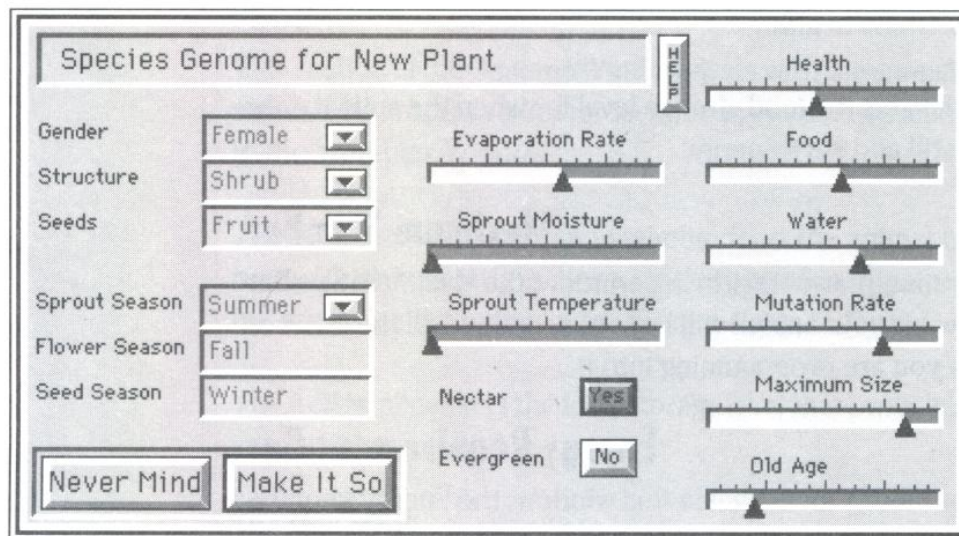 Species Genome for New Plant
HELP
Gender
Female
Structure
Shrub
Seeds
Fruit
Sprout Season
Summer
Flower Season
Fall
Seed Season
Winter
Never Mind
Make It So
Evaporation Rate
Sprout Moisture
Sprout Temperature
Nectar
Yes
Evergreen
No
Health
Food
Water
Mutation Rate
Maximum Size
Old Age